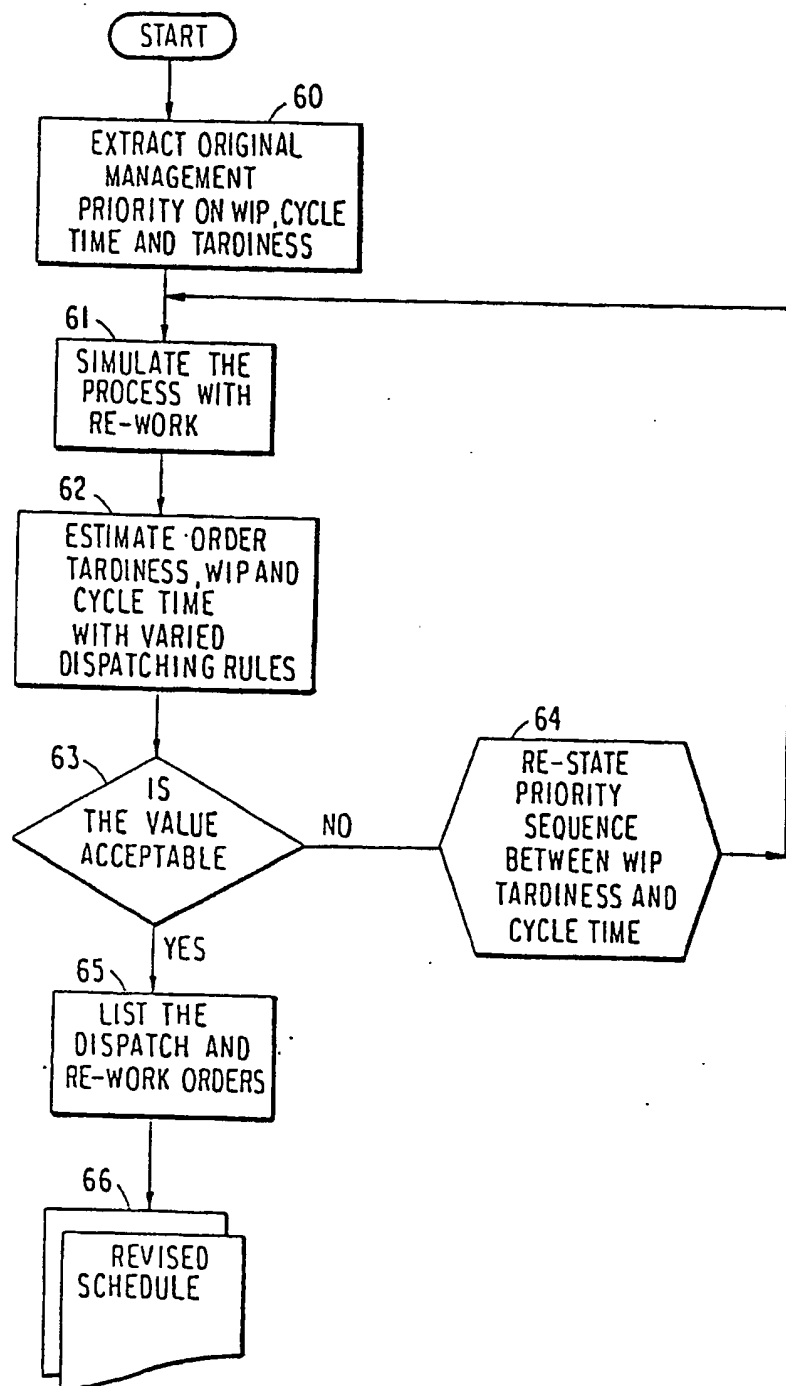 START
60
EXTRACT ORIGINAL
MANAGEMENT
PRIORITY ON WIP, CYCLE
TIME AND TARDINESS
61
SIMULATE THE
PROCESS WITH
RE-WORK
62
ESTIMATE ORDER
TARDINESS, WIP AND
CYCLE TIME
WITH VARIED
DISPATCHING RULES
63
IS
THE VALUE
ACCEPTABLE
NO
64
RE-STATE
PRIORITY
SEQUENCE
BETWEEN WIP
TARDINESS AND
CYCLE TIME
YES
65
LIST THE
DISPATCH AND
RE-WORK ORDERS
66
REVISED
SCHEDULE